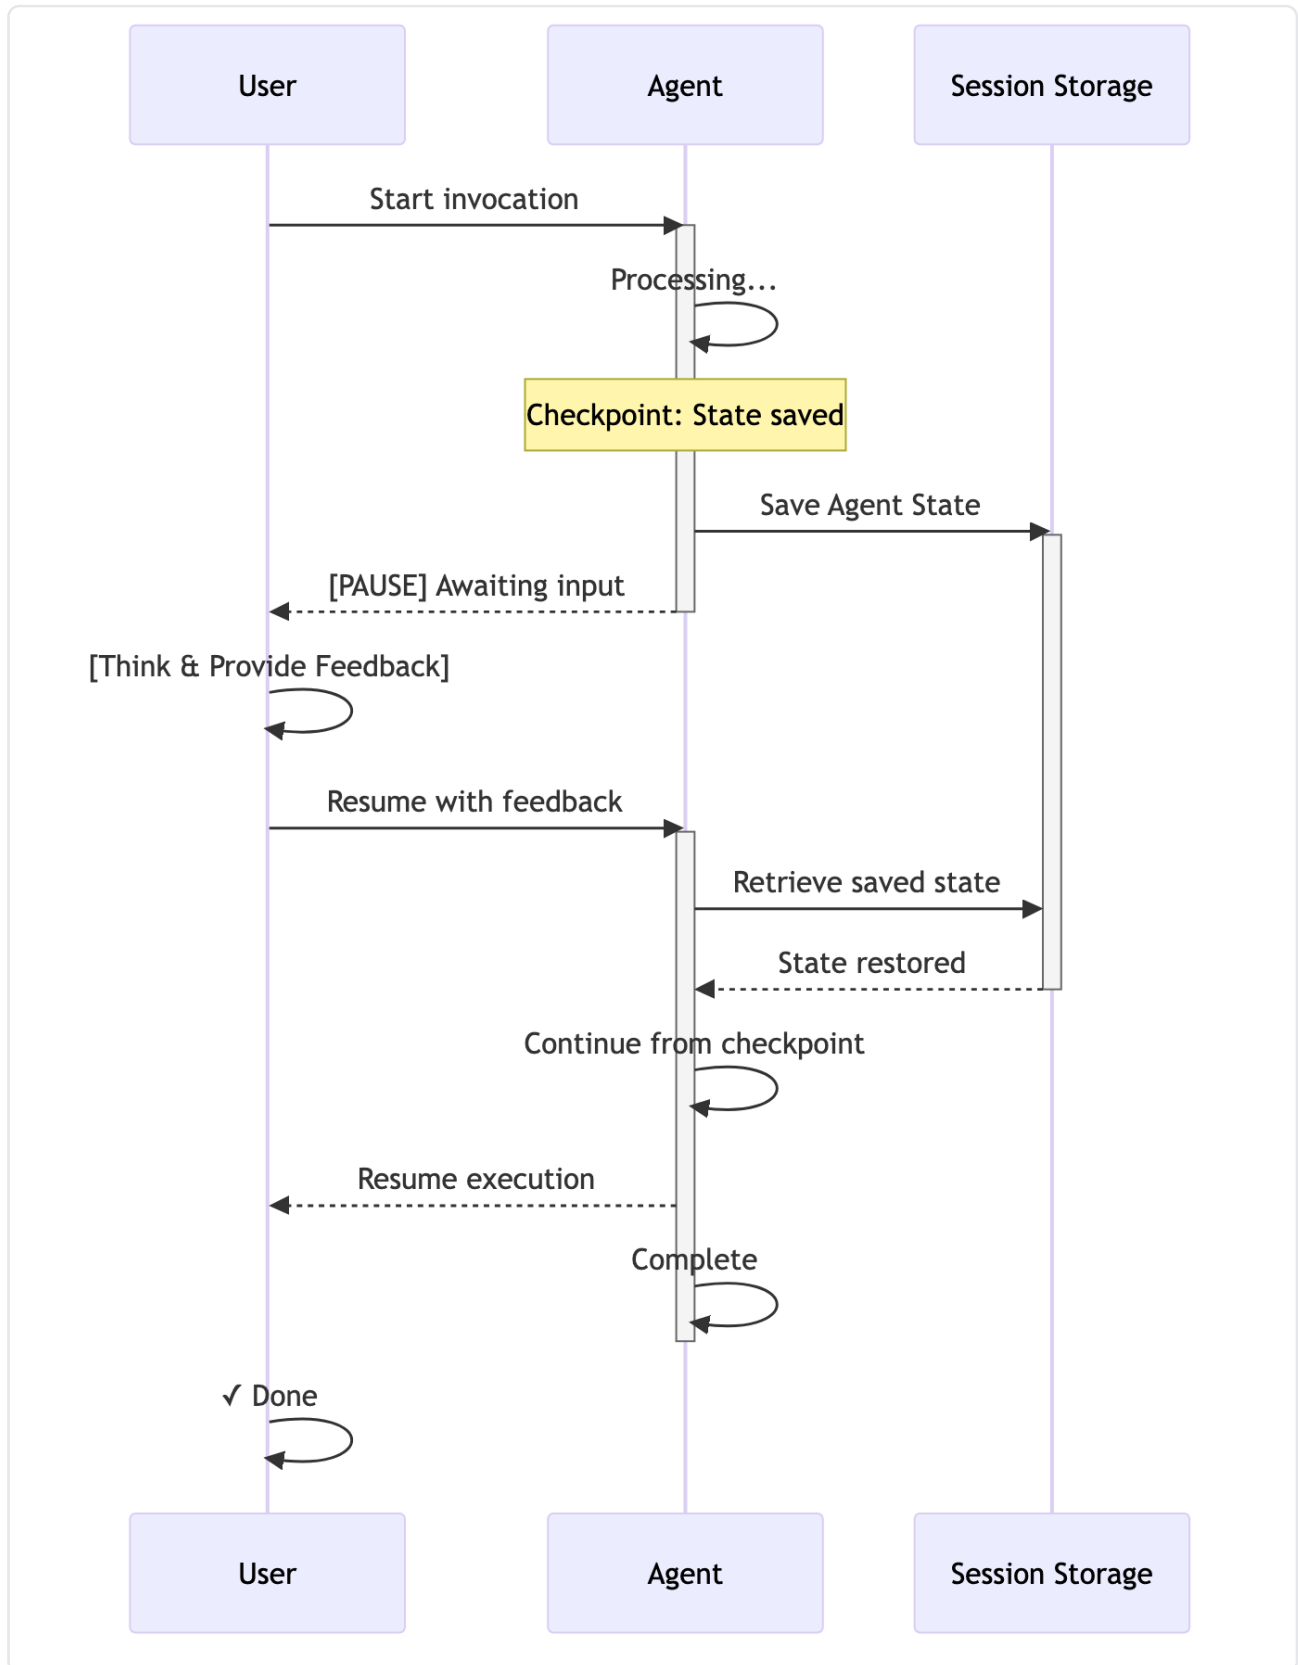 User
Agent
Session Storage
Start invocation
Processing...
Checkpoint: State saved
Save Agent State
[PAUSE] Awaiting input
[Think & Provide Feedback]
Resume with feedback
Retrieve saved state
State restored
Continue from checkpoint
Resume execution
Complete
✓ Done
User
Agent
Session Storage